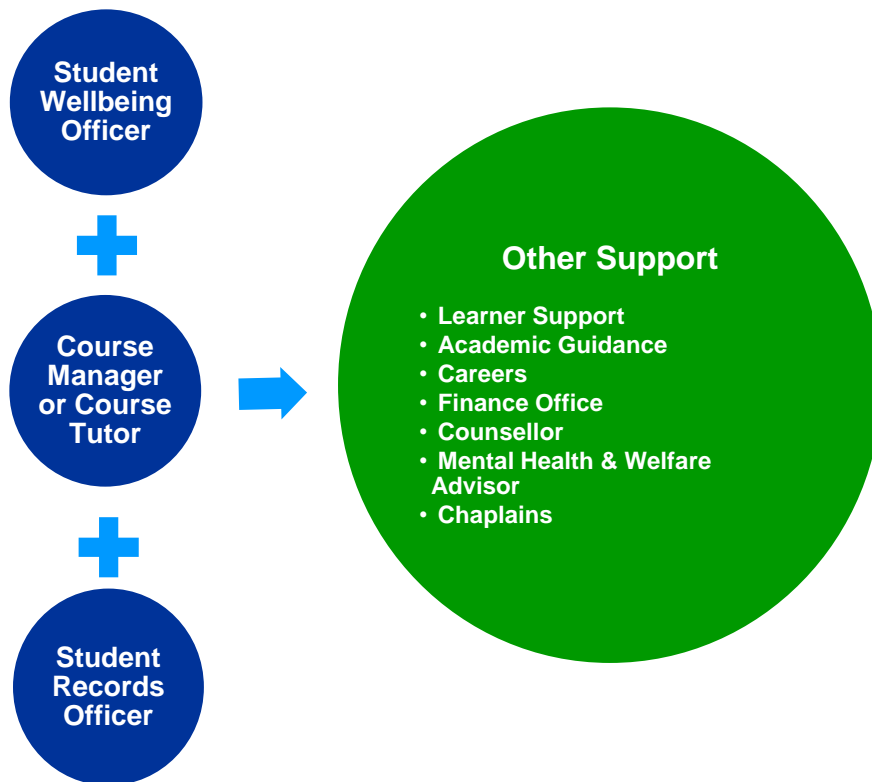 Student
Wellbeing
Officer
Course
Manager
or Course
Tutor
Student
Records
Officer
Other Support
• Learner Support
• Academic Guidance
• Careers
• Finance Office
• Counsellor
• Mental Health & Welfare
Advisor
• Chaplains